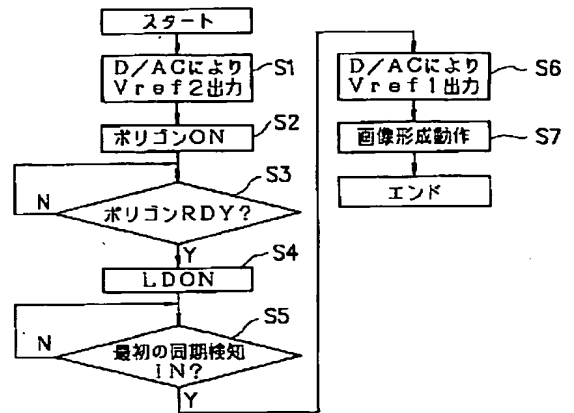 スタート
D/ACにより
Vref2出力
S1
ポリゴンON
S2
S3
ポリゴンRDY?
N
Y
S4
LDON
S5
最初の同期検知
IN?
N
Y
D/ACにより
Vref1出力
S6
画像形成動作
S7
エンド